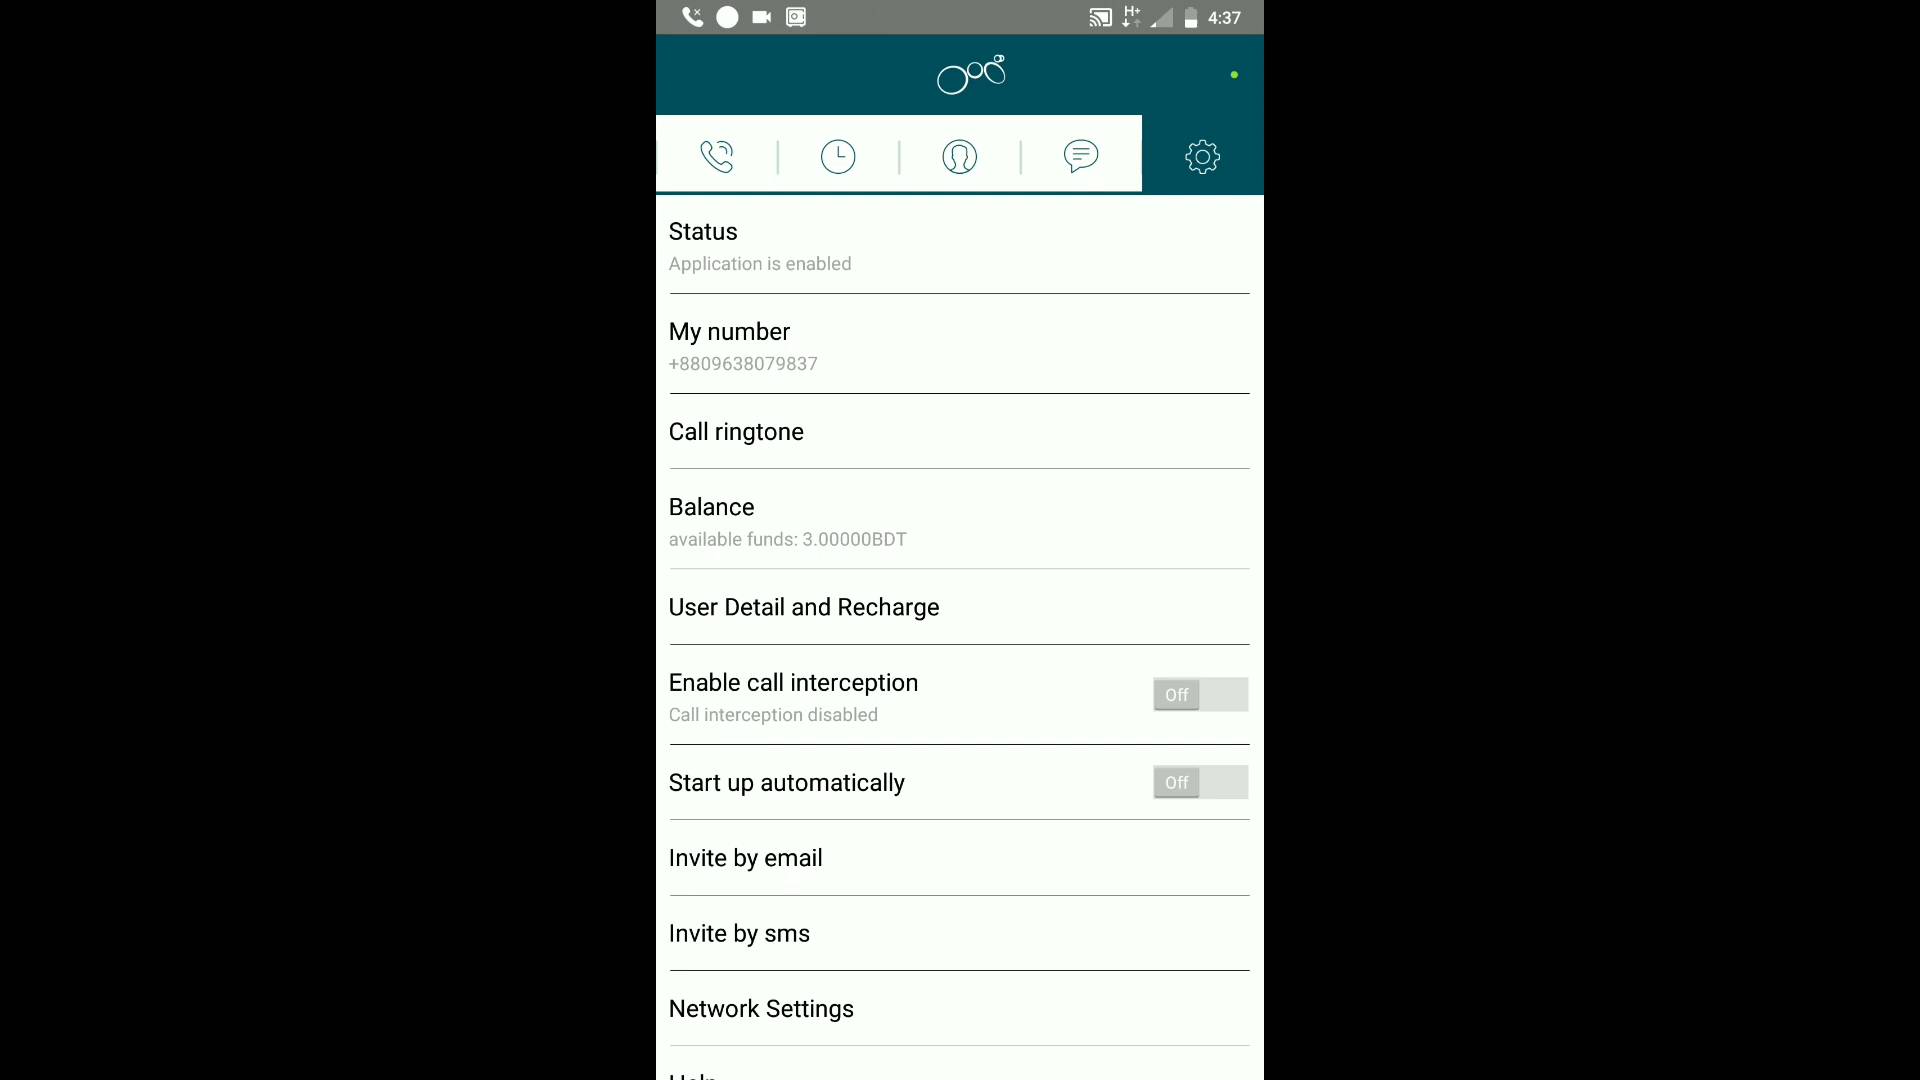 H+ 4:37
Status
Application is enabled
My number
+8809638079837
Call ringtone
Balance
available funds: 3.00000BDT
User Detail and Recharge
Enable call interception
Off
Call interception disabled
Start up automatically
Off
Invite by email
Invite by sms
Network Settings
Help